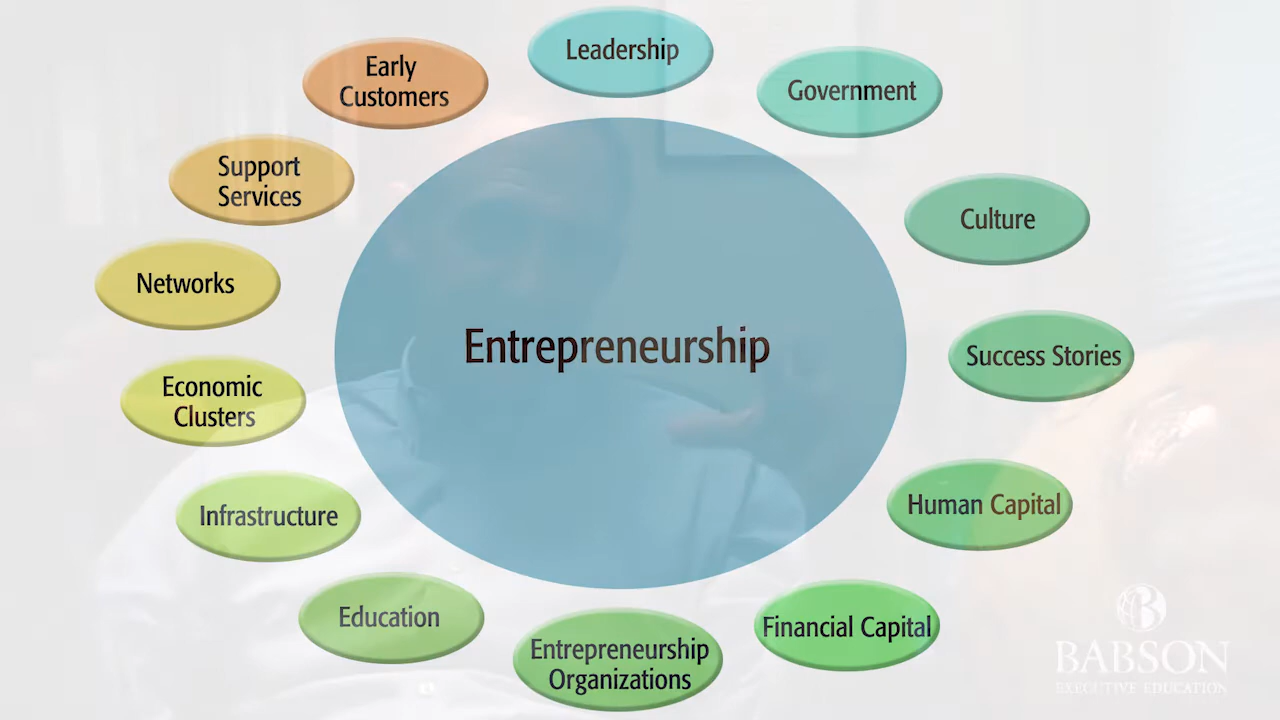 Leadership
Early
Customers
Government
Support
Services
Culture
Networks
Entrepreneurship
Success Stories
Economic
Clusters
Infrastructure
Human Capital
Education
Financial Capital
Entrepreneurship
Organizations
B
BABSON
EXECUTIVE EDUCATION